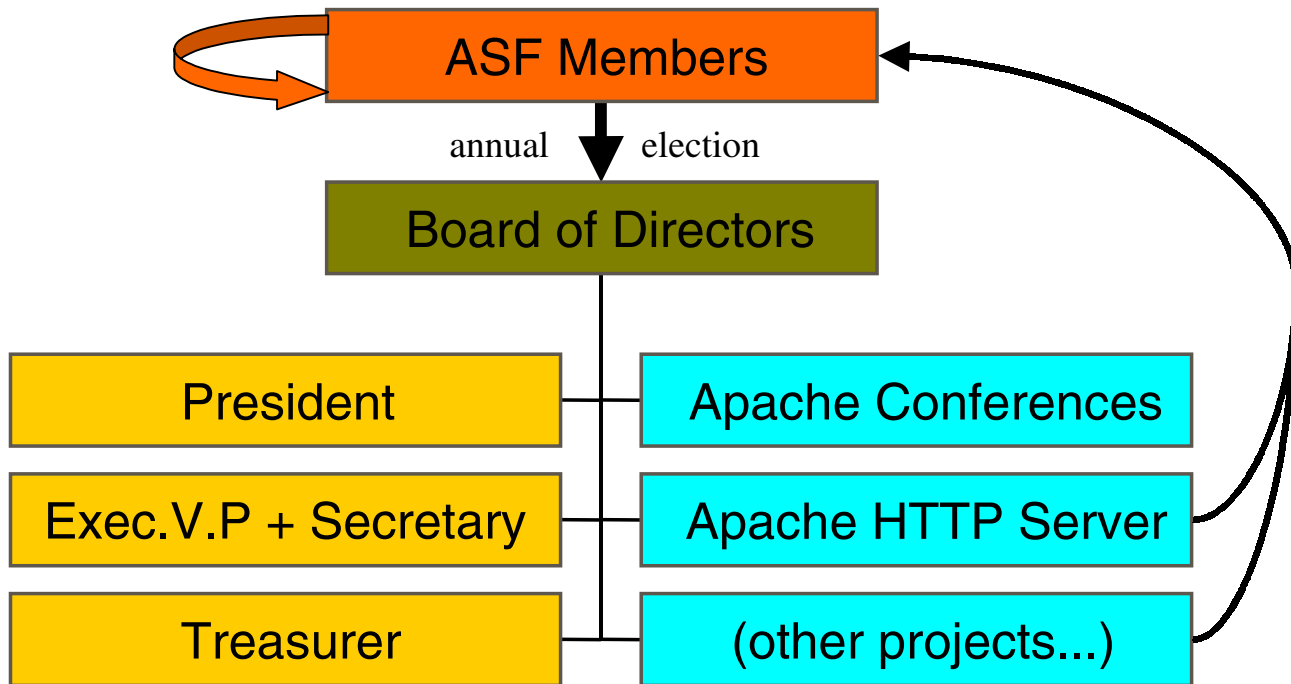 ASF Members
annual election
Board of Directors
President
Apache Conferences
Exec.V.P + Secretary
Apache HTTP Server
Treasurer
(other projects...)